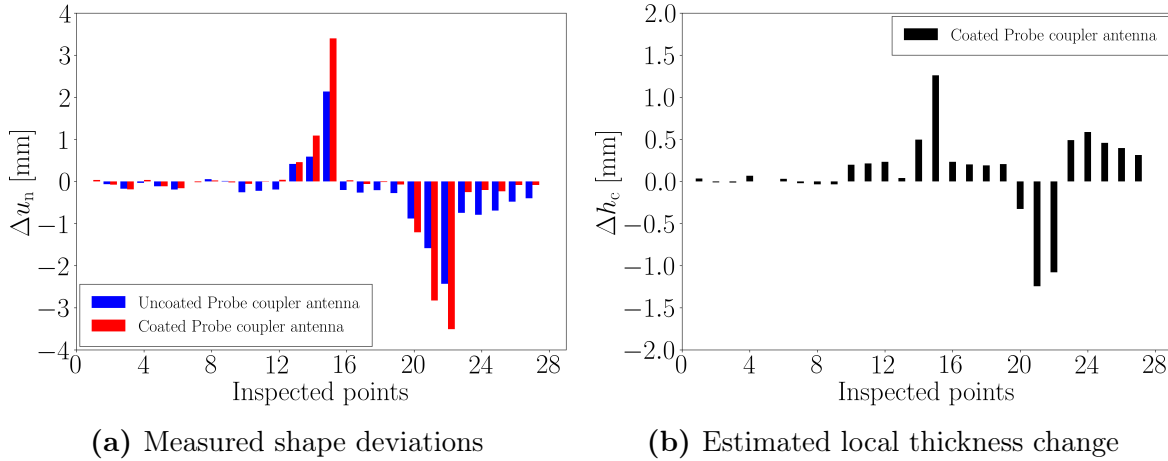 4
3
2
1
0
−1
−2
−3
−4
Δuₙ [mm]
Uncoated Probe coupler antenna
Coated Probe coupler antenna
0 4 8 12 16 20 24 28
Inspected points
(a) Measured shape deviations
2.0
1.5
1.0
0.5
0.0
−0.5
−1.0
−1.5
−2.0
Δh_c [mm]
Coated Probe coupler antenna
0 4 8 12 16 20 24 28
Inspected points
(b) Estimated local thickness change